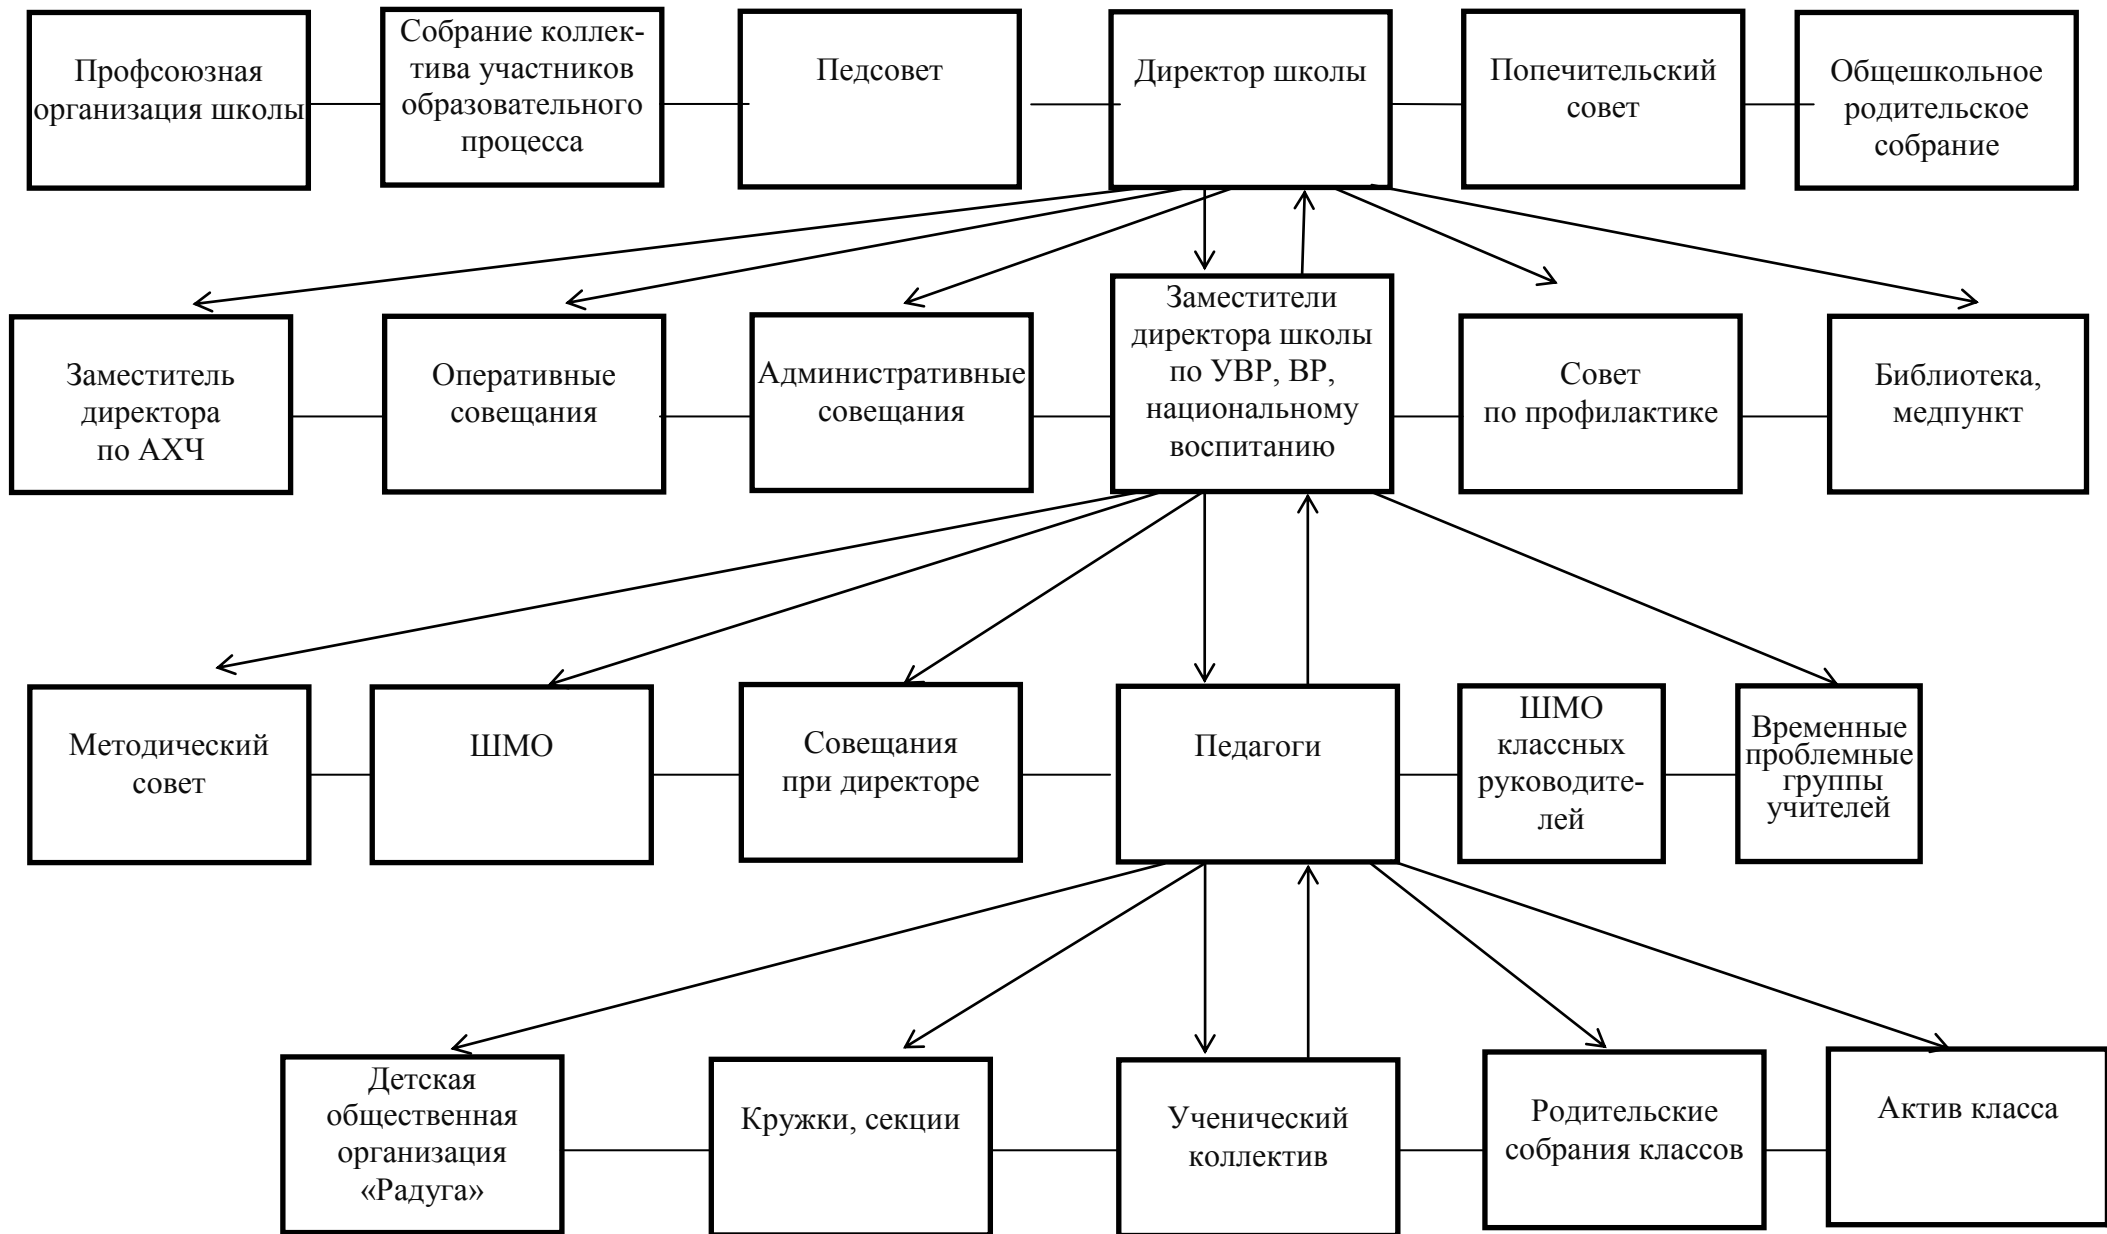 Профсоюзная
организация школы
Собрание коллек-
тива участников
образовательного
процесса
Педсовет
Директор школы
Попечительский
совет
Общешкольное
родительское
собрание
Заместитель
директора
по АХЧ
Оперативные
совещания
Административные
совещания
Заместители
директора школы
по УВР, ВР,
национальному
воспитанию
Совет
по профилактике
Библиотека,
медпункт
Методический
совет
ШМО
Совещания
при директоре
Педагоги
ШМО
классных
руководите-
лей
Временные
проблемные
группы
учителей
Детская
общественная
организация
«Радуга»
Кружки, секции
Ученический
коллектив
Родительские
собрания классов
Актив класса